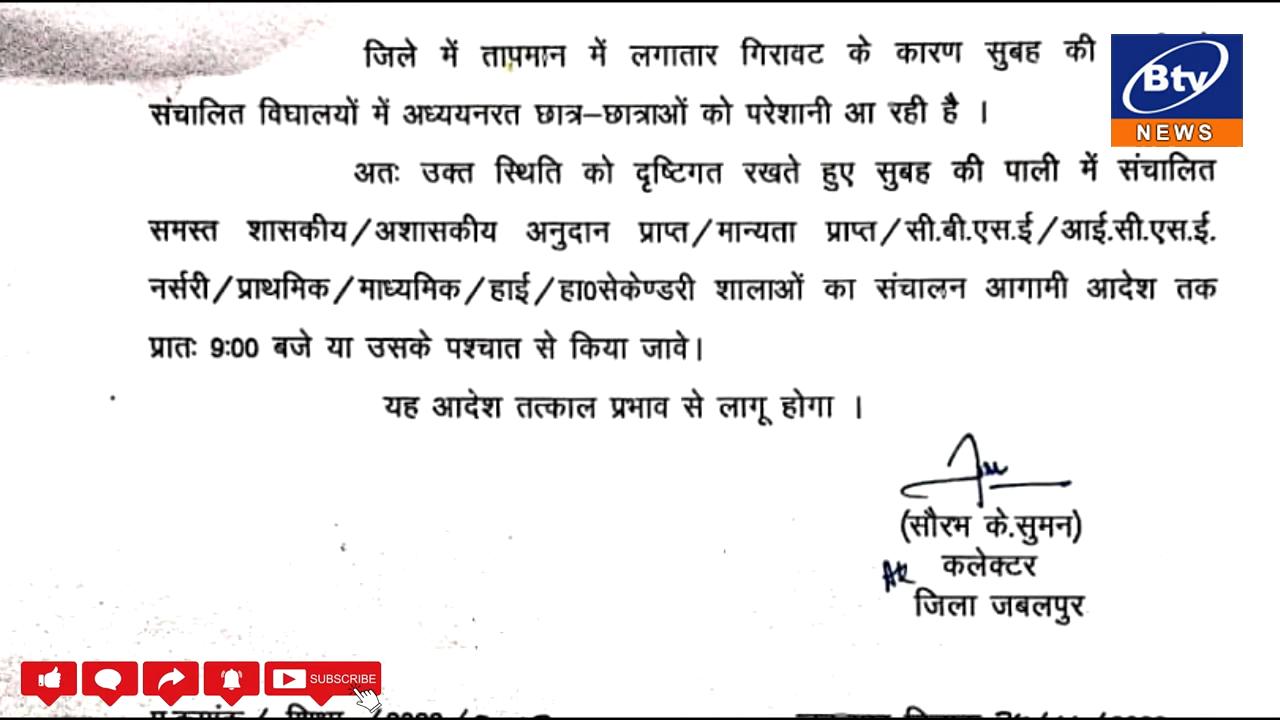 जिले में तापमान में लगातार गिरावट के कारण सुबह की
Btv
NEWS
संचालित विघालयों में अध्ययनरत छात्र–छात्राओं को परेशानी आ रही है ।
अतः उक्त स्थिति को दृष्टिगत रखते हुए सुबह की पाली में संचालित
समस्त शासकीय/अशासकीय अनुदान प्राप्त/मान्यता प्राप्त/सी.बी.एस.ई/आई.सी.एस.ई.
नर्सरी/प्राथमिक/माध्यमिक/हाई/हा0सेकेण्डरी शालाओं का संचालन आगामी आदेश तक
प्रातः 9:00 बजे या उसके पश्चात से किया जावे।
यह आदेश तत्काल प्रभाव से लागू होगा ।
(सौरभ के.सुमन)
कलेक्टर
जिला जबलपुर
SUBSCRIBE